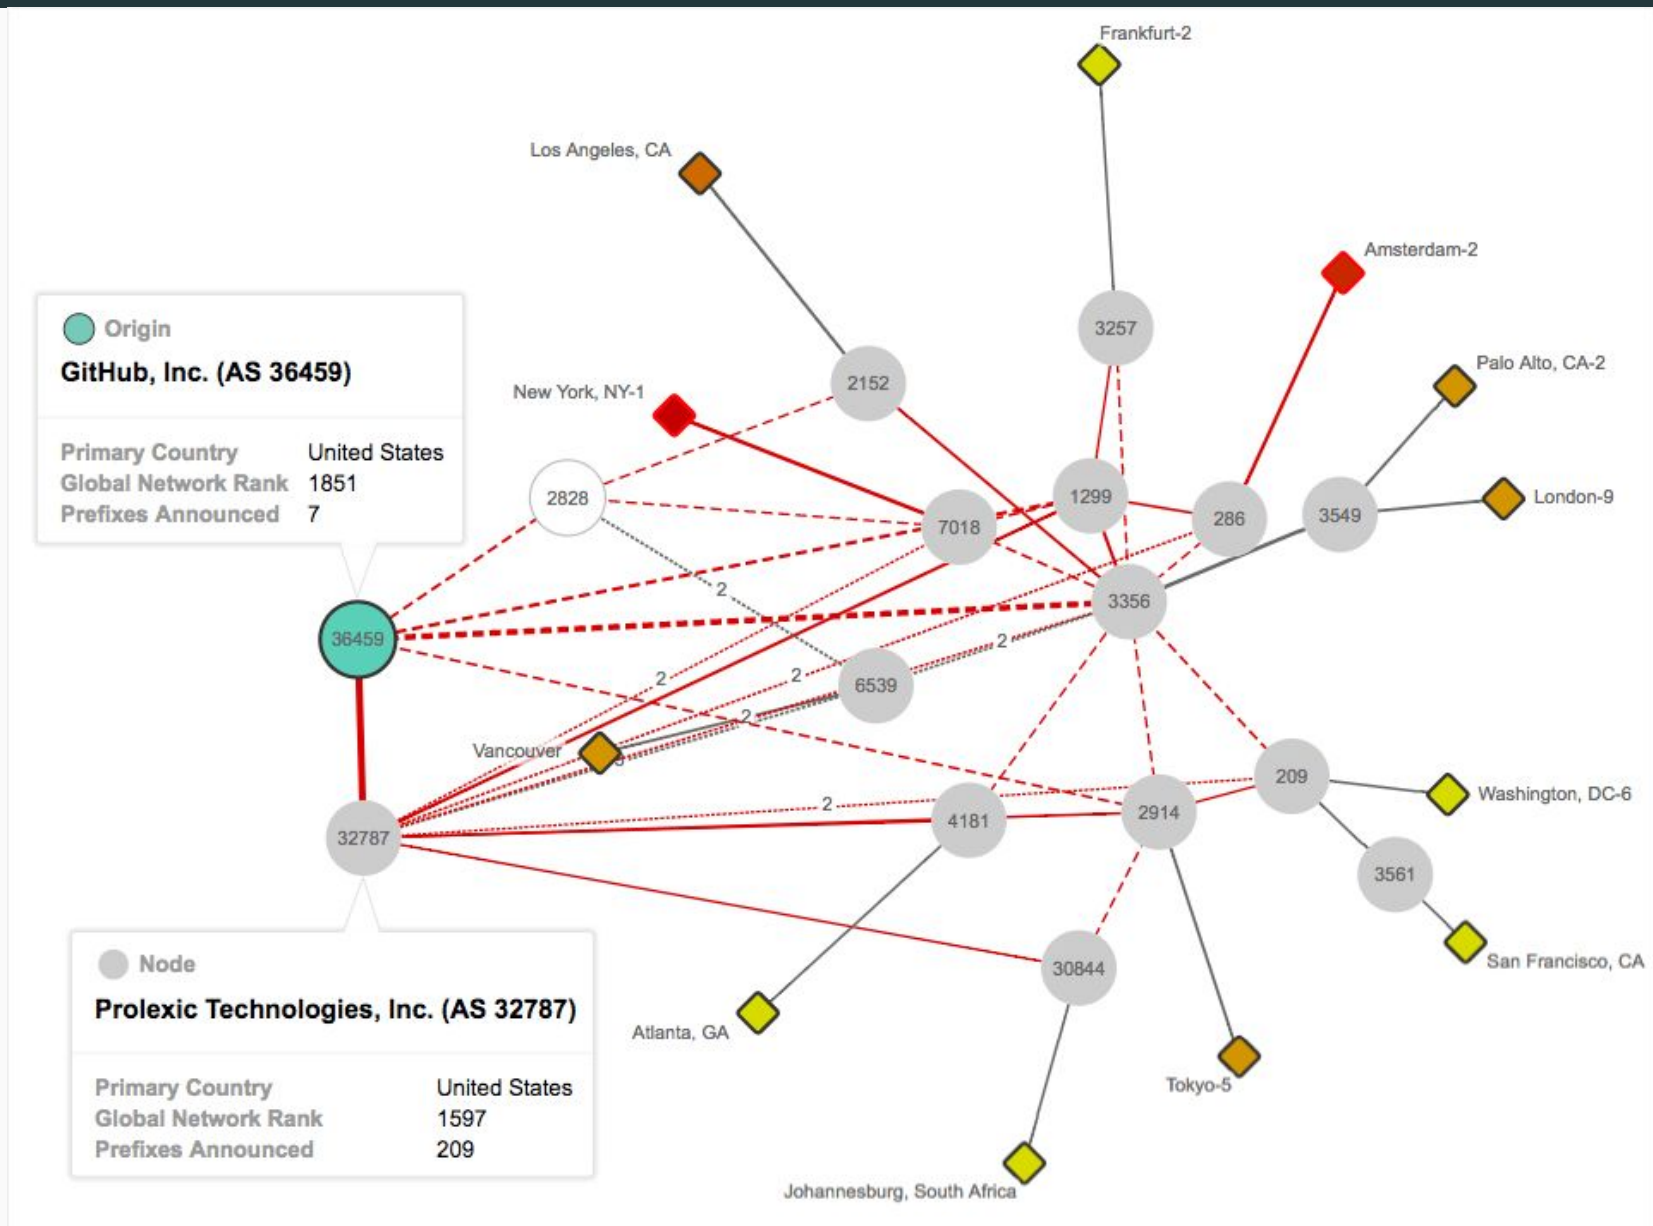 Frankfurt-2
Los Angeles, CA
Amsterdam-2
Origin
GitHub, Inc. (AS 36459)
Primary Country United States
Global Network Rank 1851
Prefixes Announced 7
3257
Palo Alto, CA-2
2152
New York, NY-1
2828
7018
1299
286
3549
London-9
2
3356
36459
2
2
2
6539
2
Vancouver
209
Washington, DC-6
2
4181
2914
32787
3561
Node
Prolexic Technologies, Inc. (AS 32787)
Primary Country United States
Global Network Rank 1597
Prefixes Announced 209
30844
San Francisco, CA
Atlanta, GA
Tokyo-5
Johannesburg, South Africa